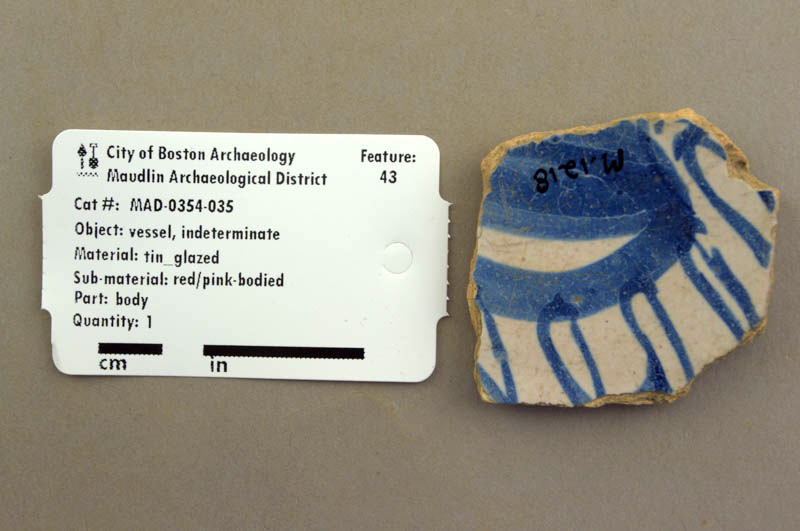 City of Boston Archaeology
Maudlin Archaeological District
Feature:
43
Cat #: MAD-0354-035
Object: vessel, indeterminate
Material: tin_glazed
Sub-material: red/pink-bodied
Part: body
Quantity: 1
cm
in
M.1218